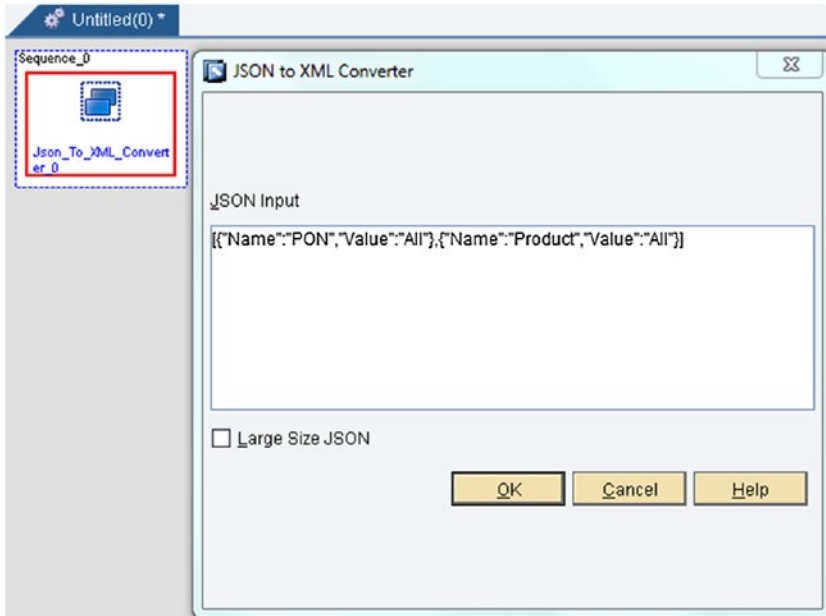 Untitled(0) *
Sequence_0
Json_To_XML_Convert
er_0
JSON to XML Converter
JSON Input
[{"Name":"PON","Value":"All"},{"Name":"Product","Value":"All"}]
Large Size JSON
OK
Cancel
Help